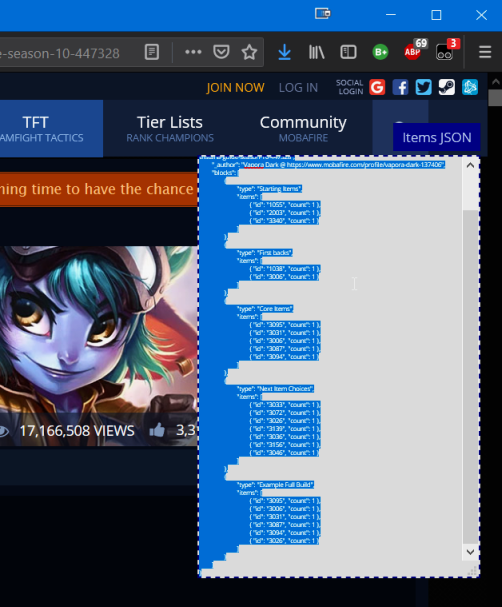 e-season-10-447328
69
3
JOIN NOW
LOG IN
SOCIAL
LOGIN
TFT
Tier Lists
Community
AMFIGHT TACTICS
RANK CHAMPIONS
MOBAFIRE
Items JSON
"_author": "Vapora Dark @ https://www.mobafire.com/profile/vapora-dark-137406",
"blocks": [
{
"type": "Starting Items",
"items": [
{ "id": "1055", "count": 1 },
{ "id": "2003", "count": 1 },
{ "id": "3340", "count": 1 }
]
},
{
"type": "First backs",
"items": [
{ "id": "1038", "count": 1 },
{ "id": "3006", "count": 1 }
]
},
{
"type": "Core Items",
"items": [
{ "id": "3095", "count": 1 },
{ "id": "3031", "count": 1 },
{ "id": "3006", "count": 1 },
{ "id": "3087", "count": 1 },
{ "id": "3094", "count": 1 }
]
},
{
"type": "Next Item Choices",
"items": [
{ "id": "3033", "count": 1 },
{ "id": "3072", "count": 1 },
{ "id": "3026", "count": 1 },
{ "id": "3139", "count": 1 },
{ "id": "3036", "count": 1 },
{ "id": "3156", "count": 1 },
{ "id": "3046", "count": 1 }
]
},
{
"type": "Example Full Build",
"items": [
{ "id": "3095", "count": 1 },
{ "id": "3006", "count": 1 },
{ "id": "3031", "count": 1 },
{ "id": "3087", "count": 1 },
{ "id": "3094", "count": 1 },
{ "id": "3026", "count": 1 }
]
}
]
ning time to have the chance
17,166,508 VIEWS
3,3